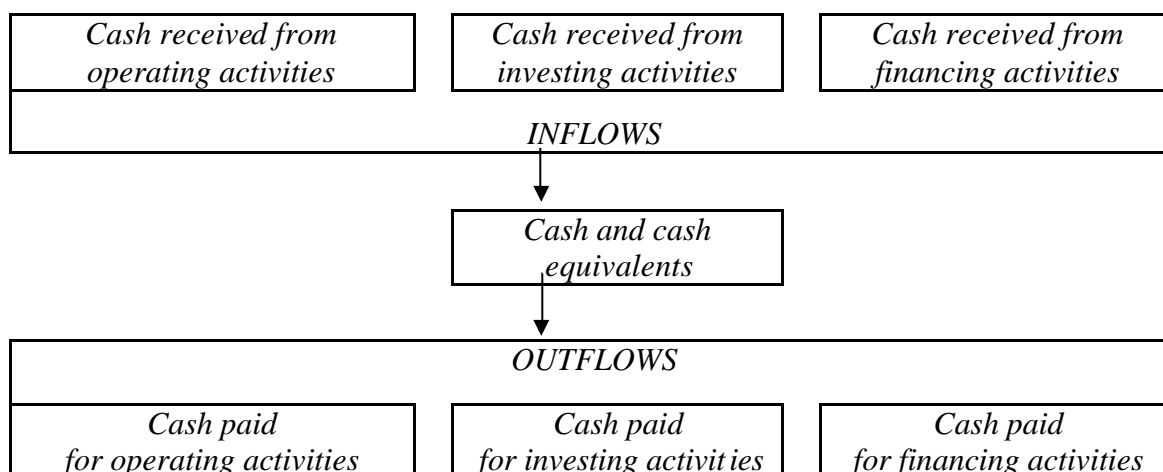 Cash received from
operating activities
Cash received from
investing activities
Cash received from
financing activities
INFLOWS
Cash and cash
equivalents
OUTFLOWS
Cash paid
for operating activities
Cash paid
for investing activities
Cash paid
for financing activities